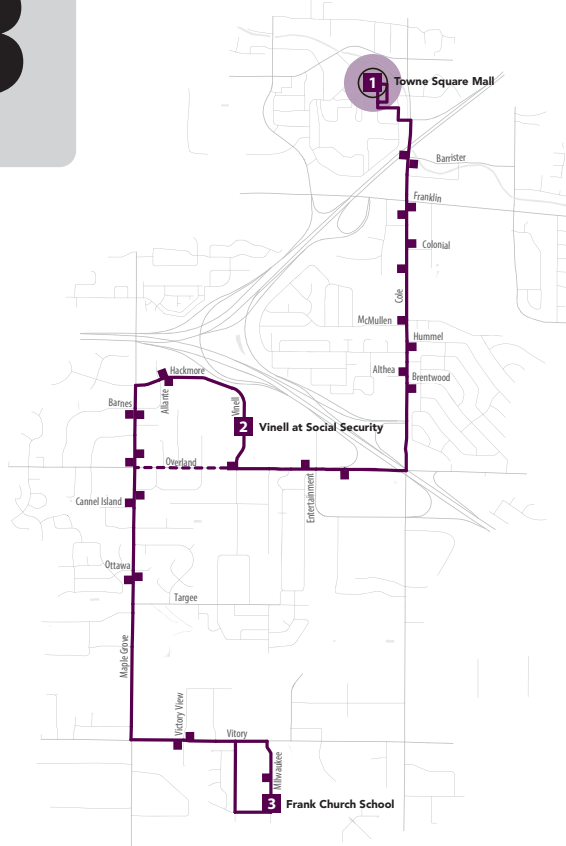 1 Towne Square Mall
Barrister
Franklin
Colonial
Cole
McMullen
Hummel
Althea
Brentwood
Hackmore
Allante
Barnes
Vinell
2 Vinell at Social Security
Overland
Entertainment
Cannel Island
Ottawa
Targee
Maple Grove
Victory View
Vitory
Milwaukee
3 Frank Church School